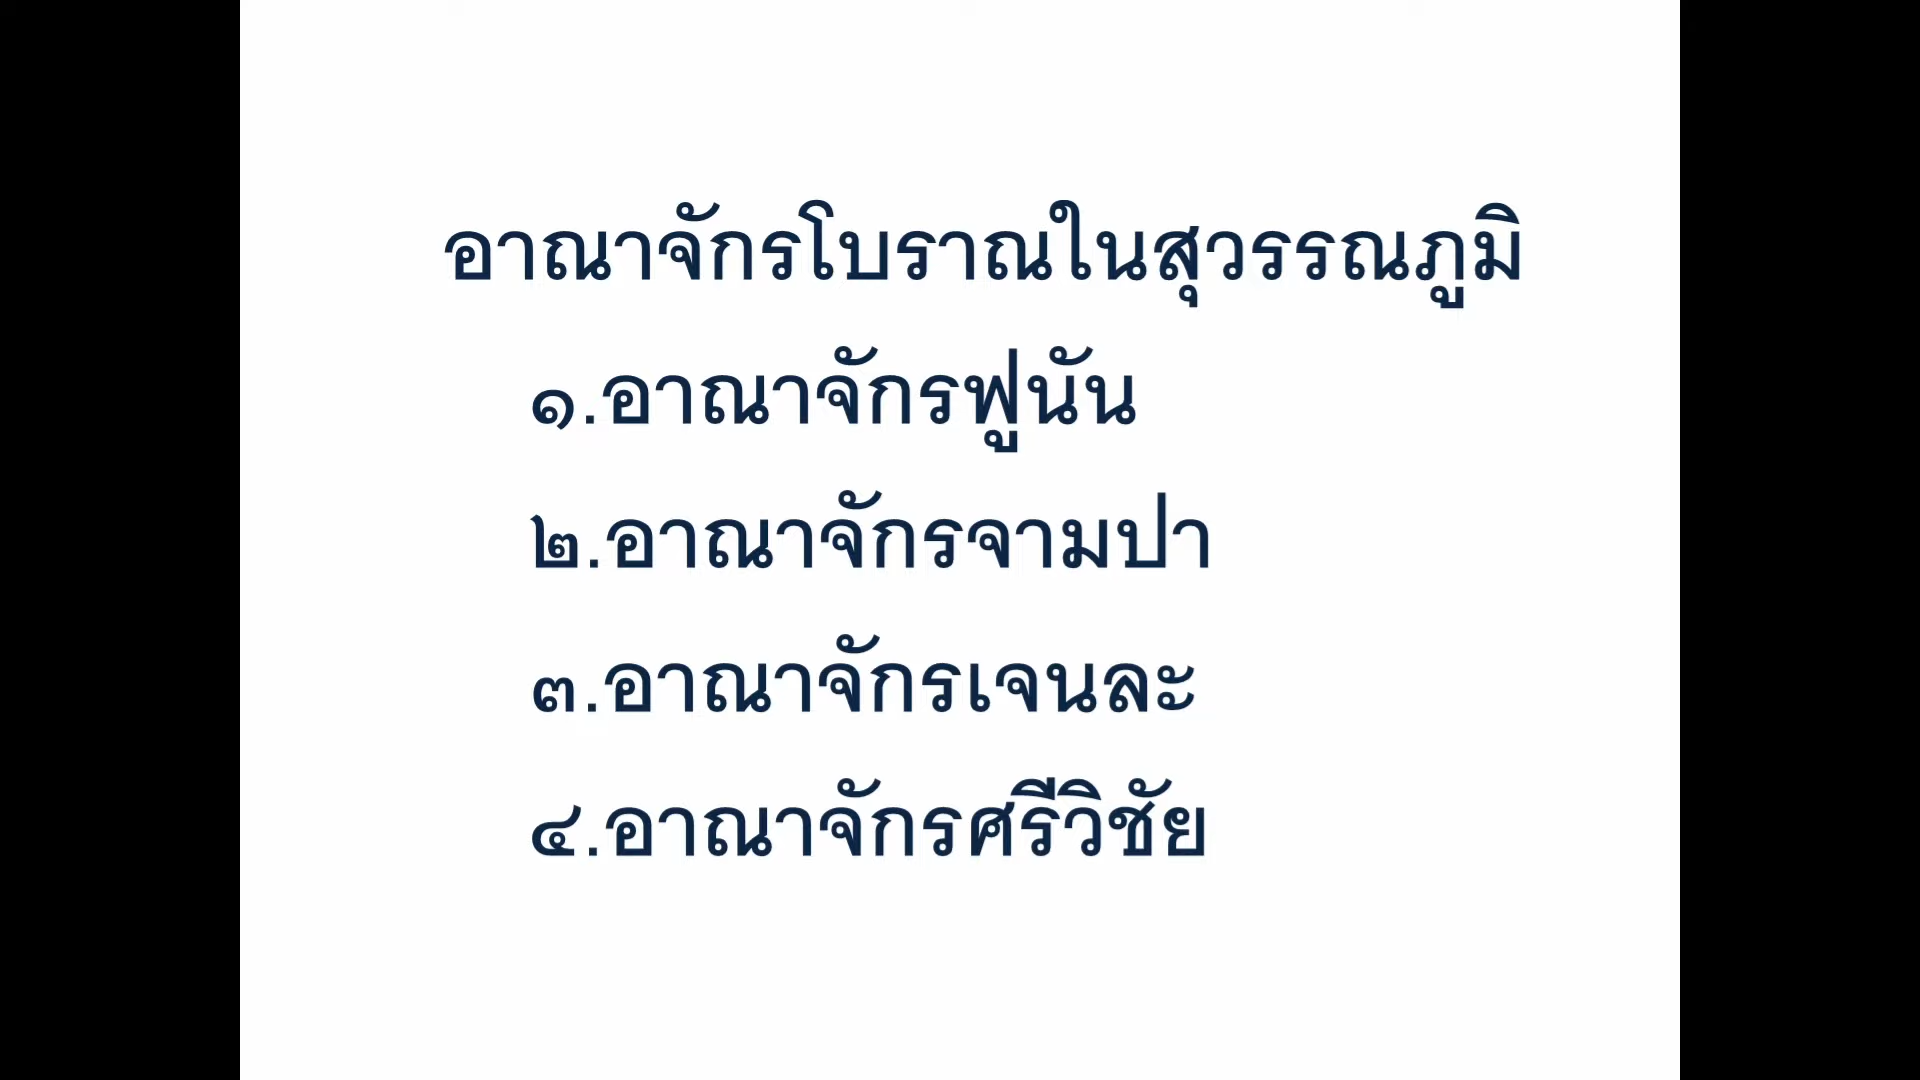 อาณาจักรโบราณในสุวรรณภูมิ
๑.อาณาจักรฟูนัน
๒.อาณาจักรจามปา
๓.อาณาจักรเจนละ
๔.อาณาจักรศรีวิชัย